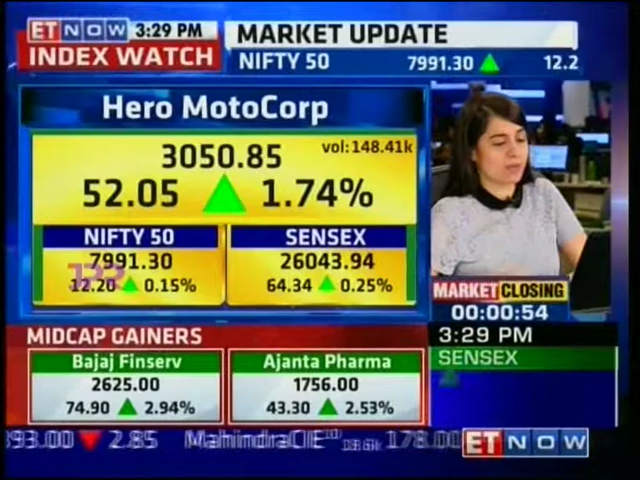 ET NOW 3:29 PM
INDEX WATCH
MARKET UPDATE
NIFTY 50 7991.30 12.2
Hero MotoCorp
3050.85 vol:148.41k
52.05 1.74%
NIFTY 50
7991.30
12.20 0.15%
SENSEX
26043.94
64.34 0.25%
MARKET CLOSING
00:00:54
3:29 PM
SENSEX
MIDCAP GAINERS
Bajaj Finserv
2625.00
74.90 2.94%
Ajanta Pharma
1756.00
43.30 2.53%
393.00 2.85 MahindraCIE 178.00
ET NOW